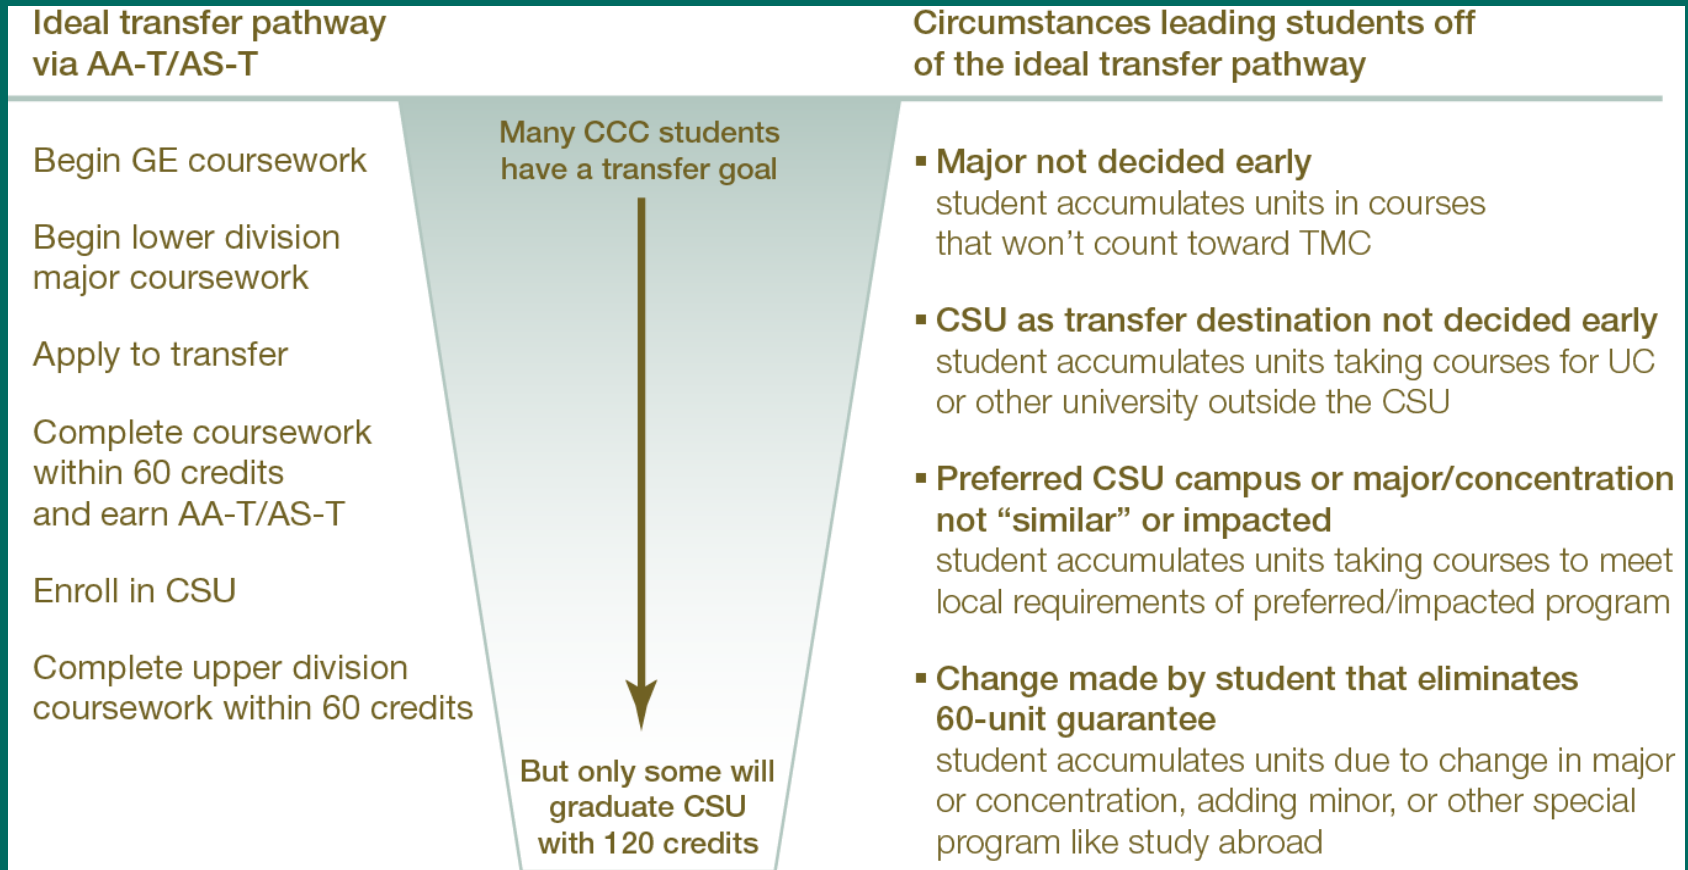 Ideal transfer pathway
via AA-T/AS-T
Begin GE coursework
Begin lower division
major coursework
Apply to transfer
Complete coursework
within 60 credits
and earn AA-T/AS-T
Enroll in CSU
Complete upper division
coursework within 60 credits
Many CCC students
have a transfer goal
But only some will
graduate CSU
with 120 credits
Circumstances leading students off
of the ideal transfer pathway
▪ Major not decided early
student accumulates units in courses
that won’t count toward TMC
▪ CSU as transfer destination not decided early
student accumulates units taking courses for UC
or other university outside the CSU
▪ Preferred CSU campus or major/concentration
not “similar” or impacted
student accumulates units taking courses to meet
local requirements of preferred/impacted program
▪ Change made by student that eliminates
60-unit guarantee
student accumulates units due to change in major
or concentration, adding minor, or other special
program like study abroad